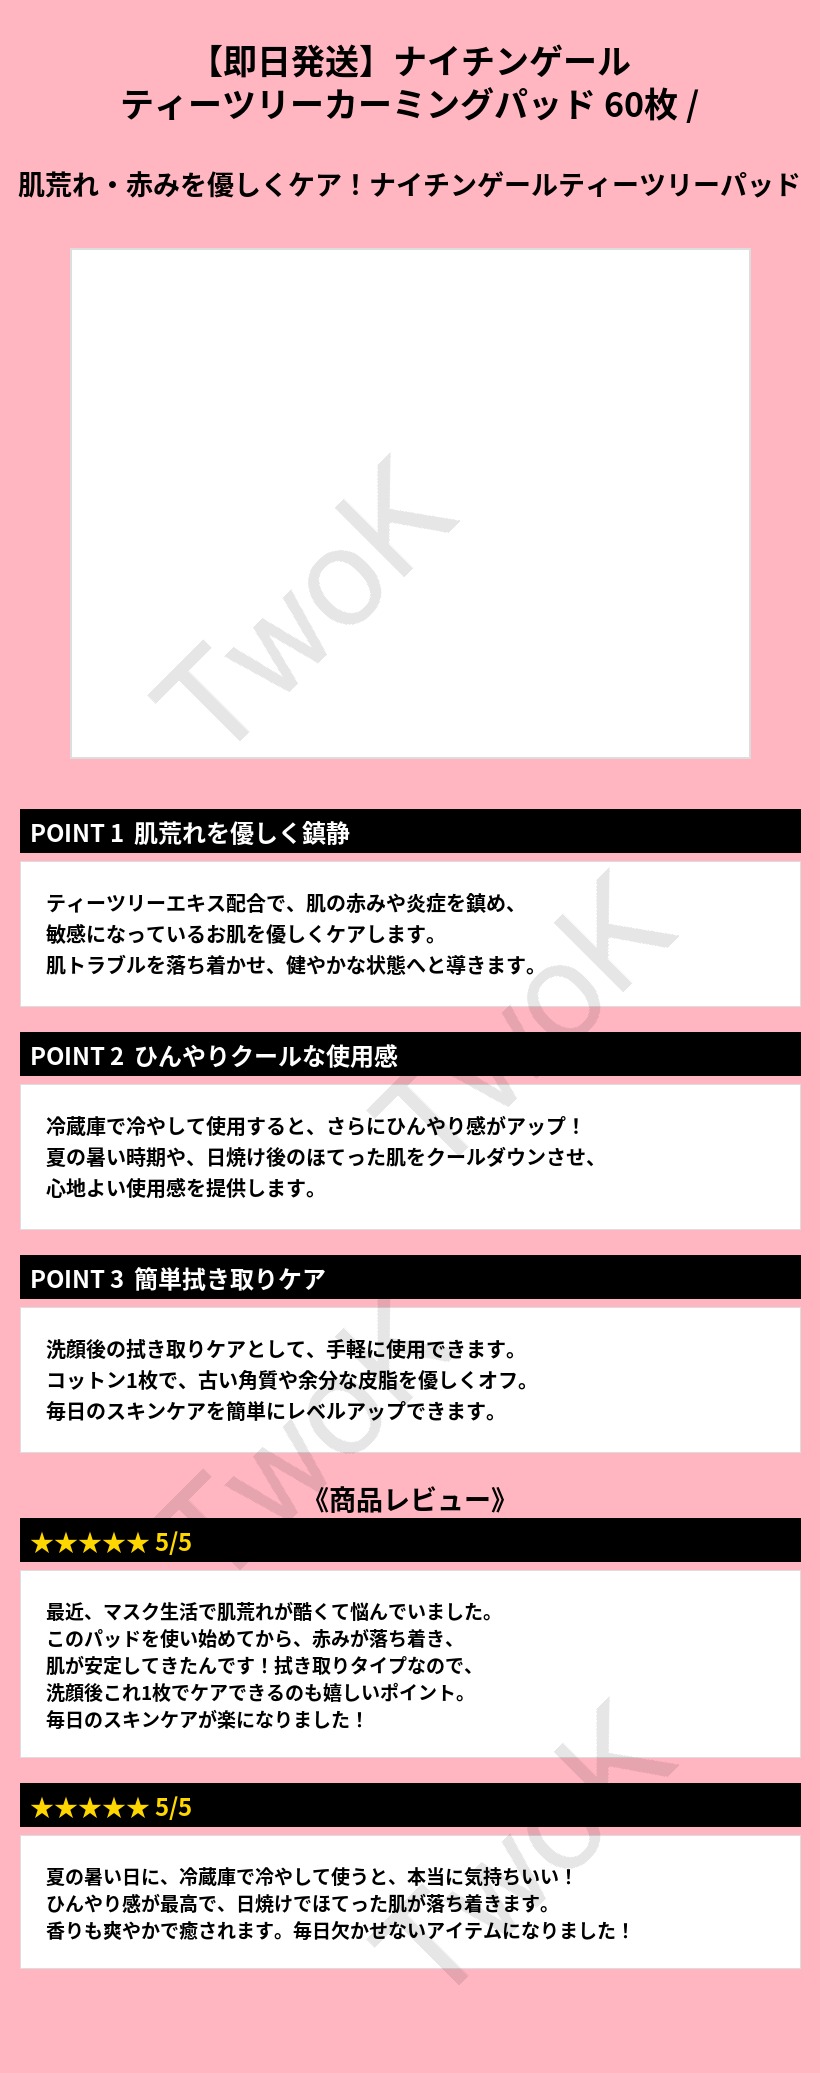 【即日発送】ナイチンゲール
ティーツリーカーミングパッド 60枚 /
肌荒れ・赤みを優しくケア！ナイチンゲールティーツリーパッド
TwoK
POINT 1 肌荒れを優しく鎮静
ティーツリーエキス配合で、肌の赤みや炎症を鎮め、
敏感になっているお肌を優しくケアします。
肌トラブルを落ち着かせ、健やかな状態へと導きます。
TwoK
POINT 2 ひんやりクールな使用感
冷蔵庫で冷やして使用すると、さらにひんやり感がアップ！
夏の暑い時期や、日焼け後のほてった肌をクールダウンさせ、
心地よい使用感を提供します。
POINT 3 簡単拭き取りケア
洗顔後の拭き取りケアとして、手軽に使用できます。
コットン1枚で、古い角質や余分な皮脂を優しくオフ。
毎日のスキンケアを簡単にレベルアップできます。
TwoK
《商品レビュー》
★★★★★ 5/5
最近、マスク生活で肌荒れが酷くて悩んでいました。
このパッドを使い始めてから、赤みが落ち着き、
肌が安定してきたんです！拭き取りタイプなので、
洗顔後これ1枚でケアできるのも嬉しいポイント。
毎日のスキンケアが楽になりました！
TwoK
★★★★★ 5/5
夏の暑い日に、冷蔵庫で冷やして使うと、本当に気持ちいい！
ひんやり感が最高で、日焼けでほてった肌が落ち着きます。
香りも爽やかで癒されます。毎日欠かせないアイテムになりました！